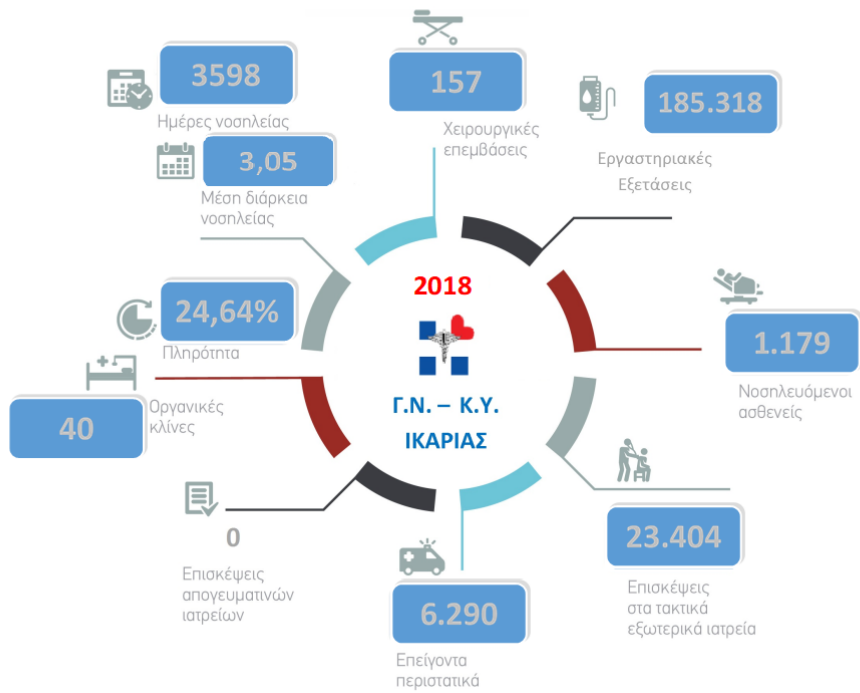 3598
Ημέρες νοσηλείας
3,05
Μέση διάρκεια
νοσηλείας
24,64%
Πληρότητα
40
Οργανικές
κλίνες
0
Επισκέψεις
απογευματινών
ιατρείων
157
Χειρουργικές
επεμβάσεις
185.318
Εργαστηριακές
Εξετάσεις
2018
Γ.Ν. – Κ.Υ.
ΙΚΑΡΙΑΣ
1.179
Νοσηλευόμενοι
ασθενείς
23.404
Επισκέψεις
στα τακτικά
εξωτερικά ιατρεία
6.290
Επείγοντα
περιστατικά